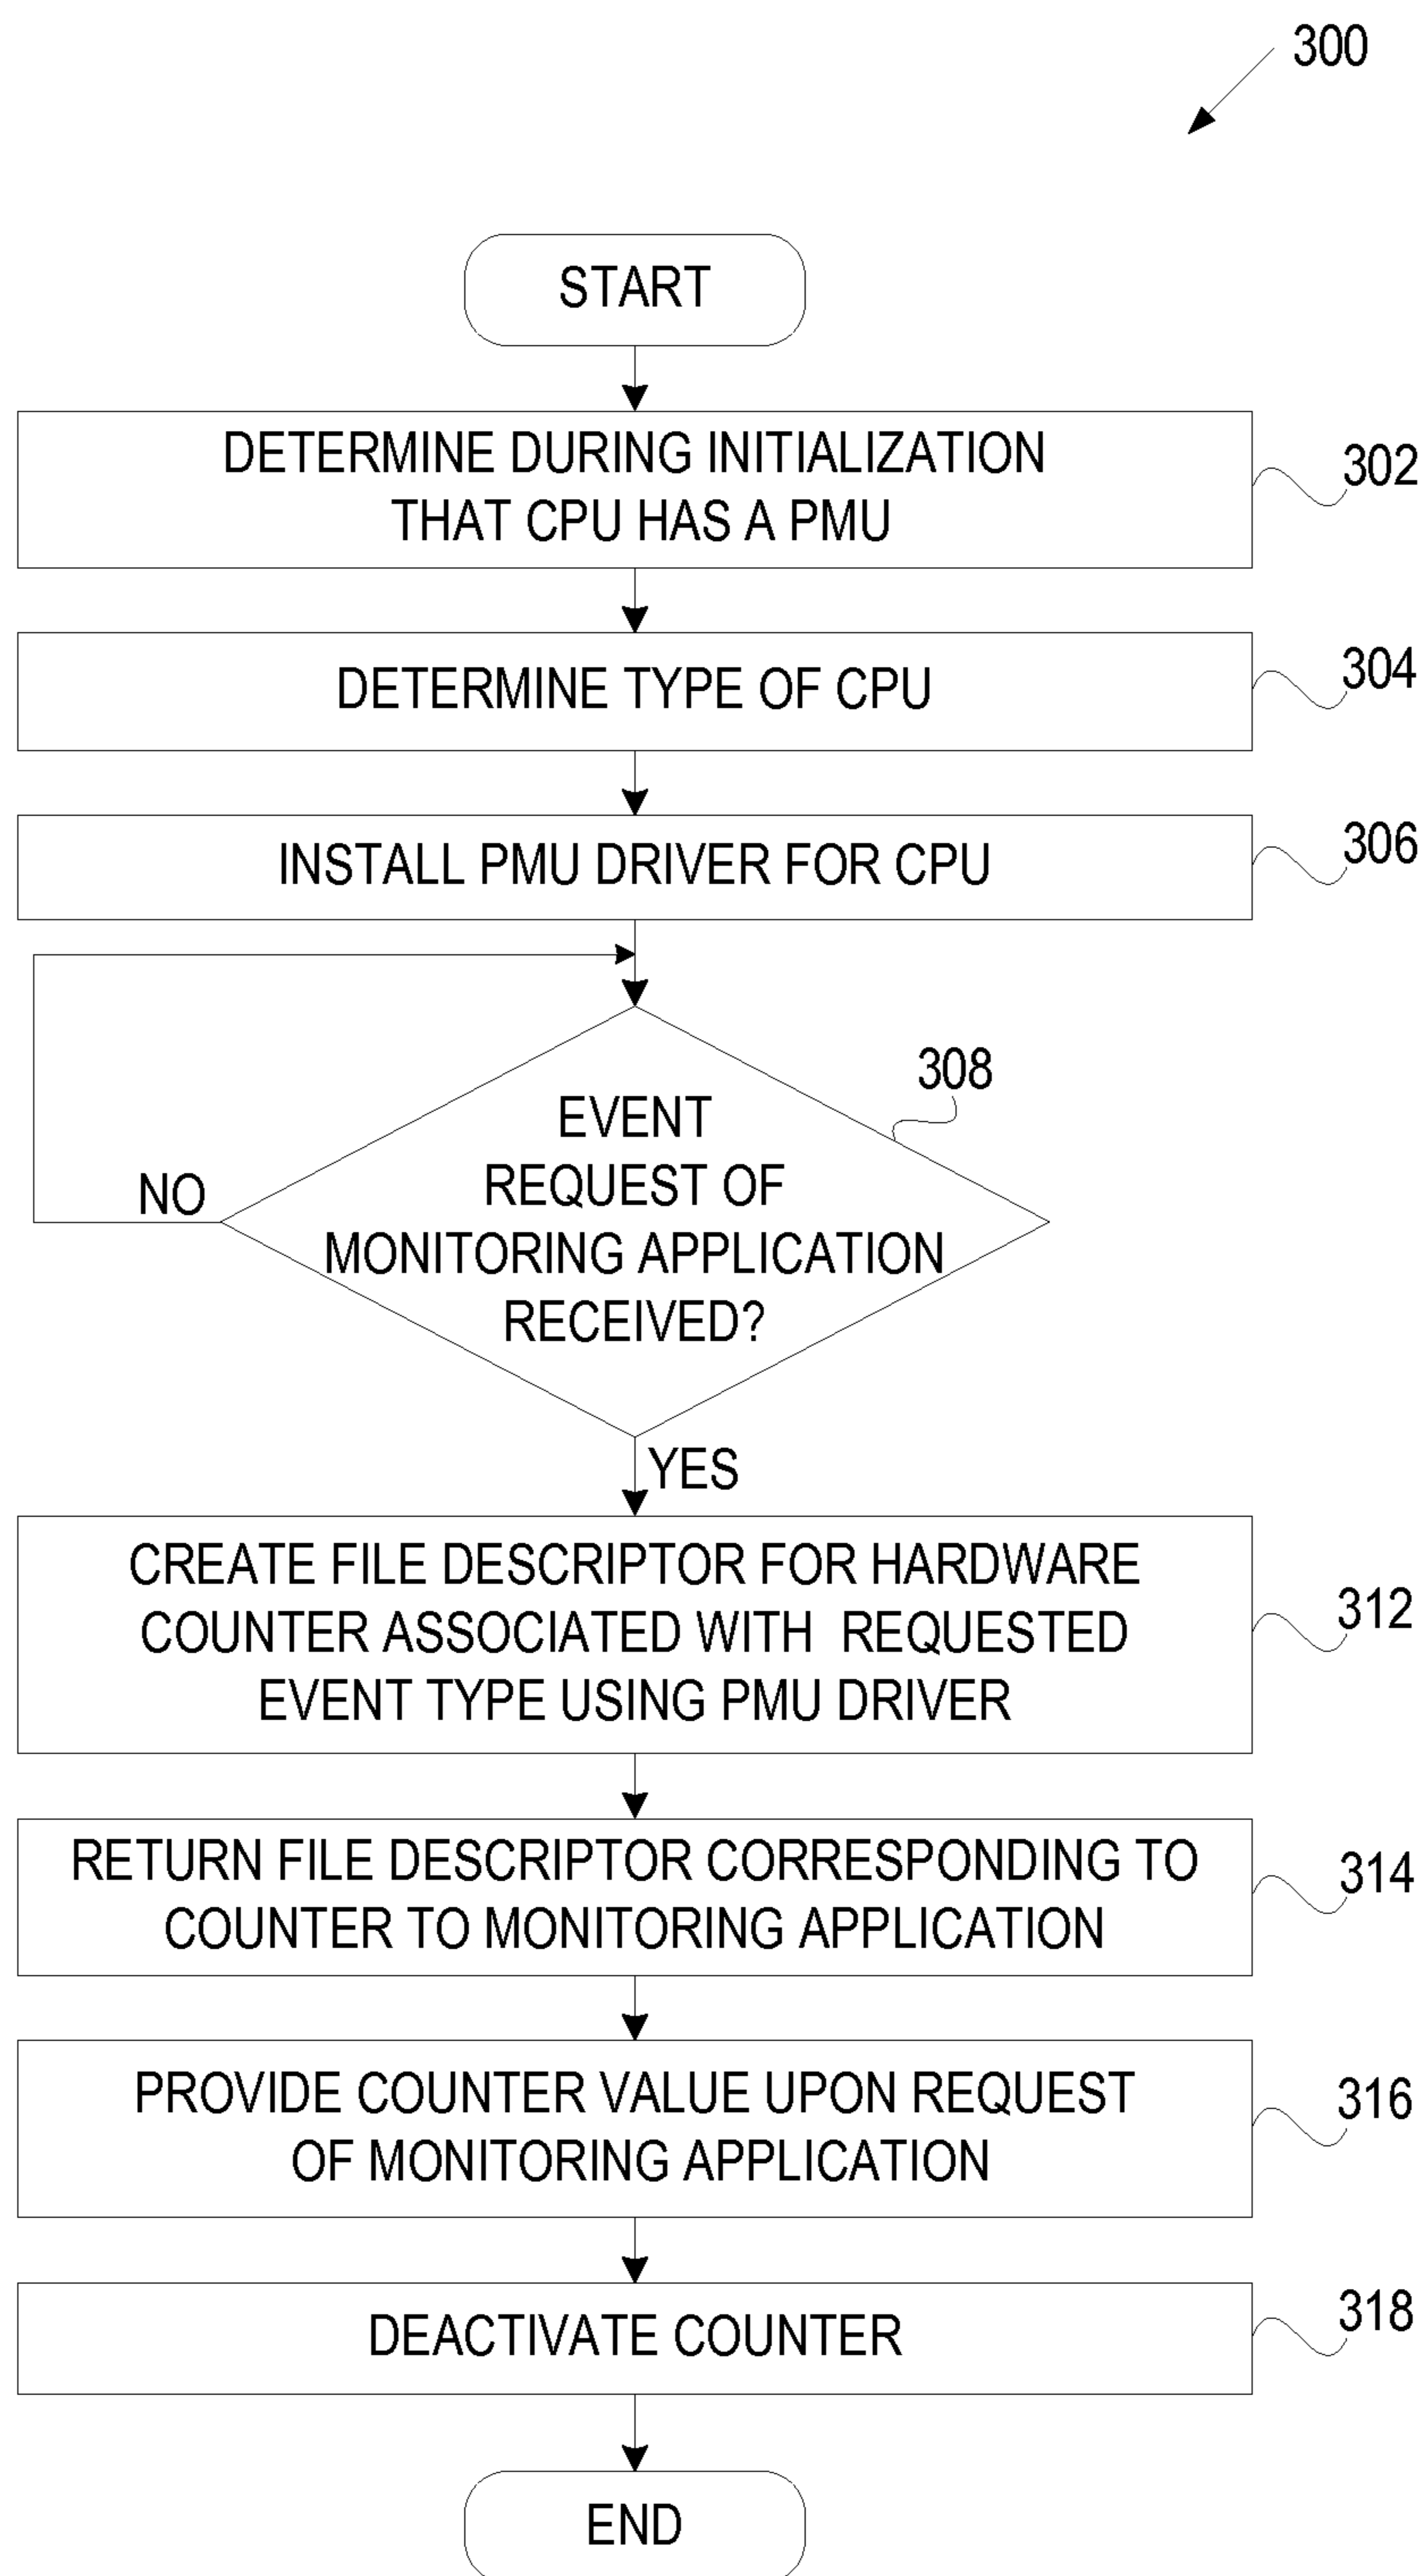 300
START
DETERMINE DURING INITIALIZATION
THAT CPU HAS A PMU
302
DETERMINE TYPE OF CPU
304
INSTALL PMU DRIVER FOR CPU
306
308
EVENT
REQUEST OF
MONITORING APPLICATION
RECEIVED?
NO
YES
CREATE FILE DESCRIPTOR FOR HARDWARE
COUNTER ASSOCIATED WITH REQUESTED
EVENT TYPE USING PMU DRIVER
312
RETURN FILE DESCRIPTOR CORRESPONDING TO
COUNTER TO MONITORING APPLICATION
314
PROVIDE COUNTER VALUE UPON REQUEST
OF MONITORING APPLICATION
316
DEACTIVATE COUNTER
318
END